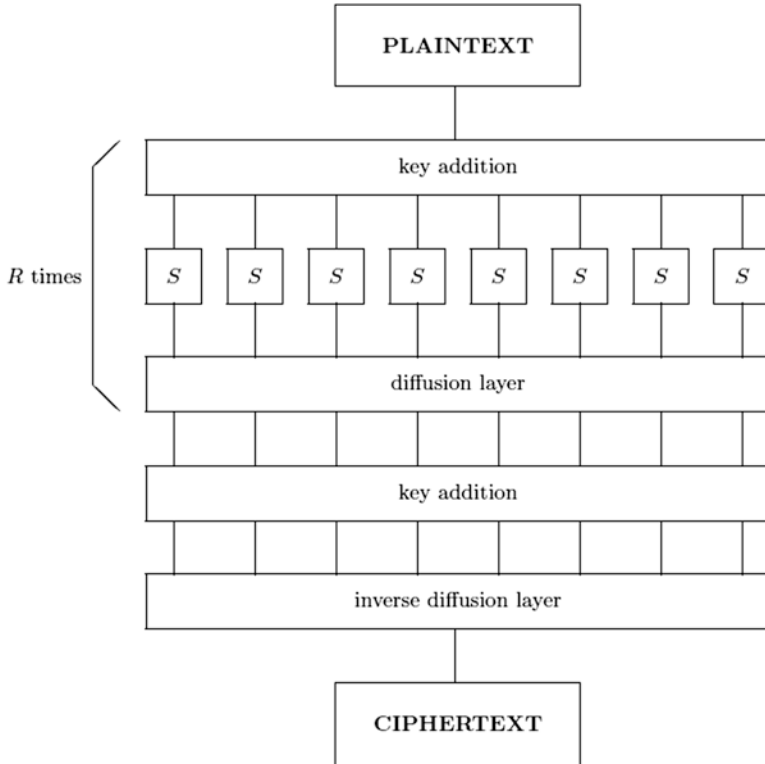 PLAINTEXT
key addition
R times
S S S S S S S S
diffusion layer
key addition
inverse diffusion layer
CIPHERTEXT